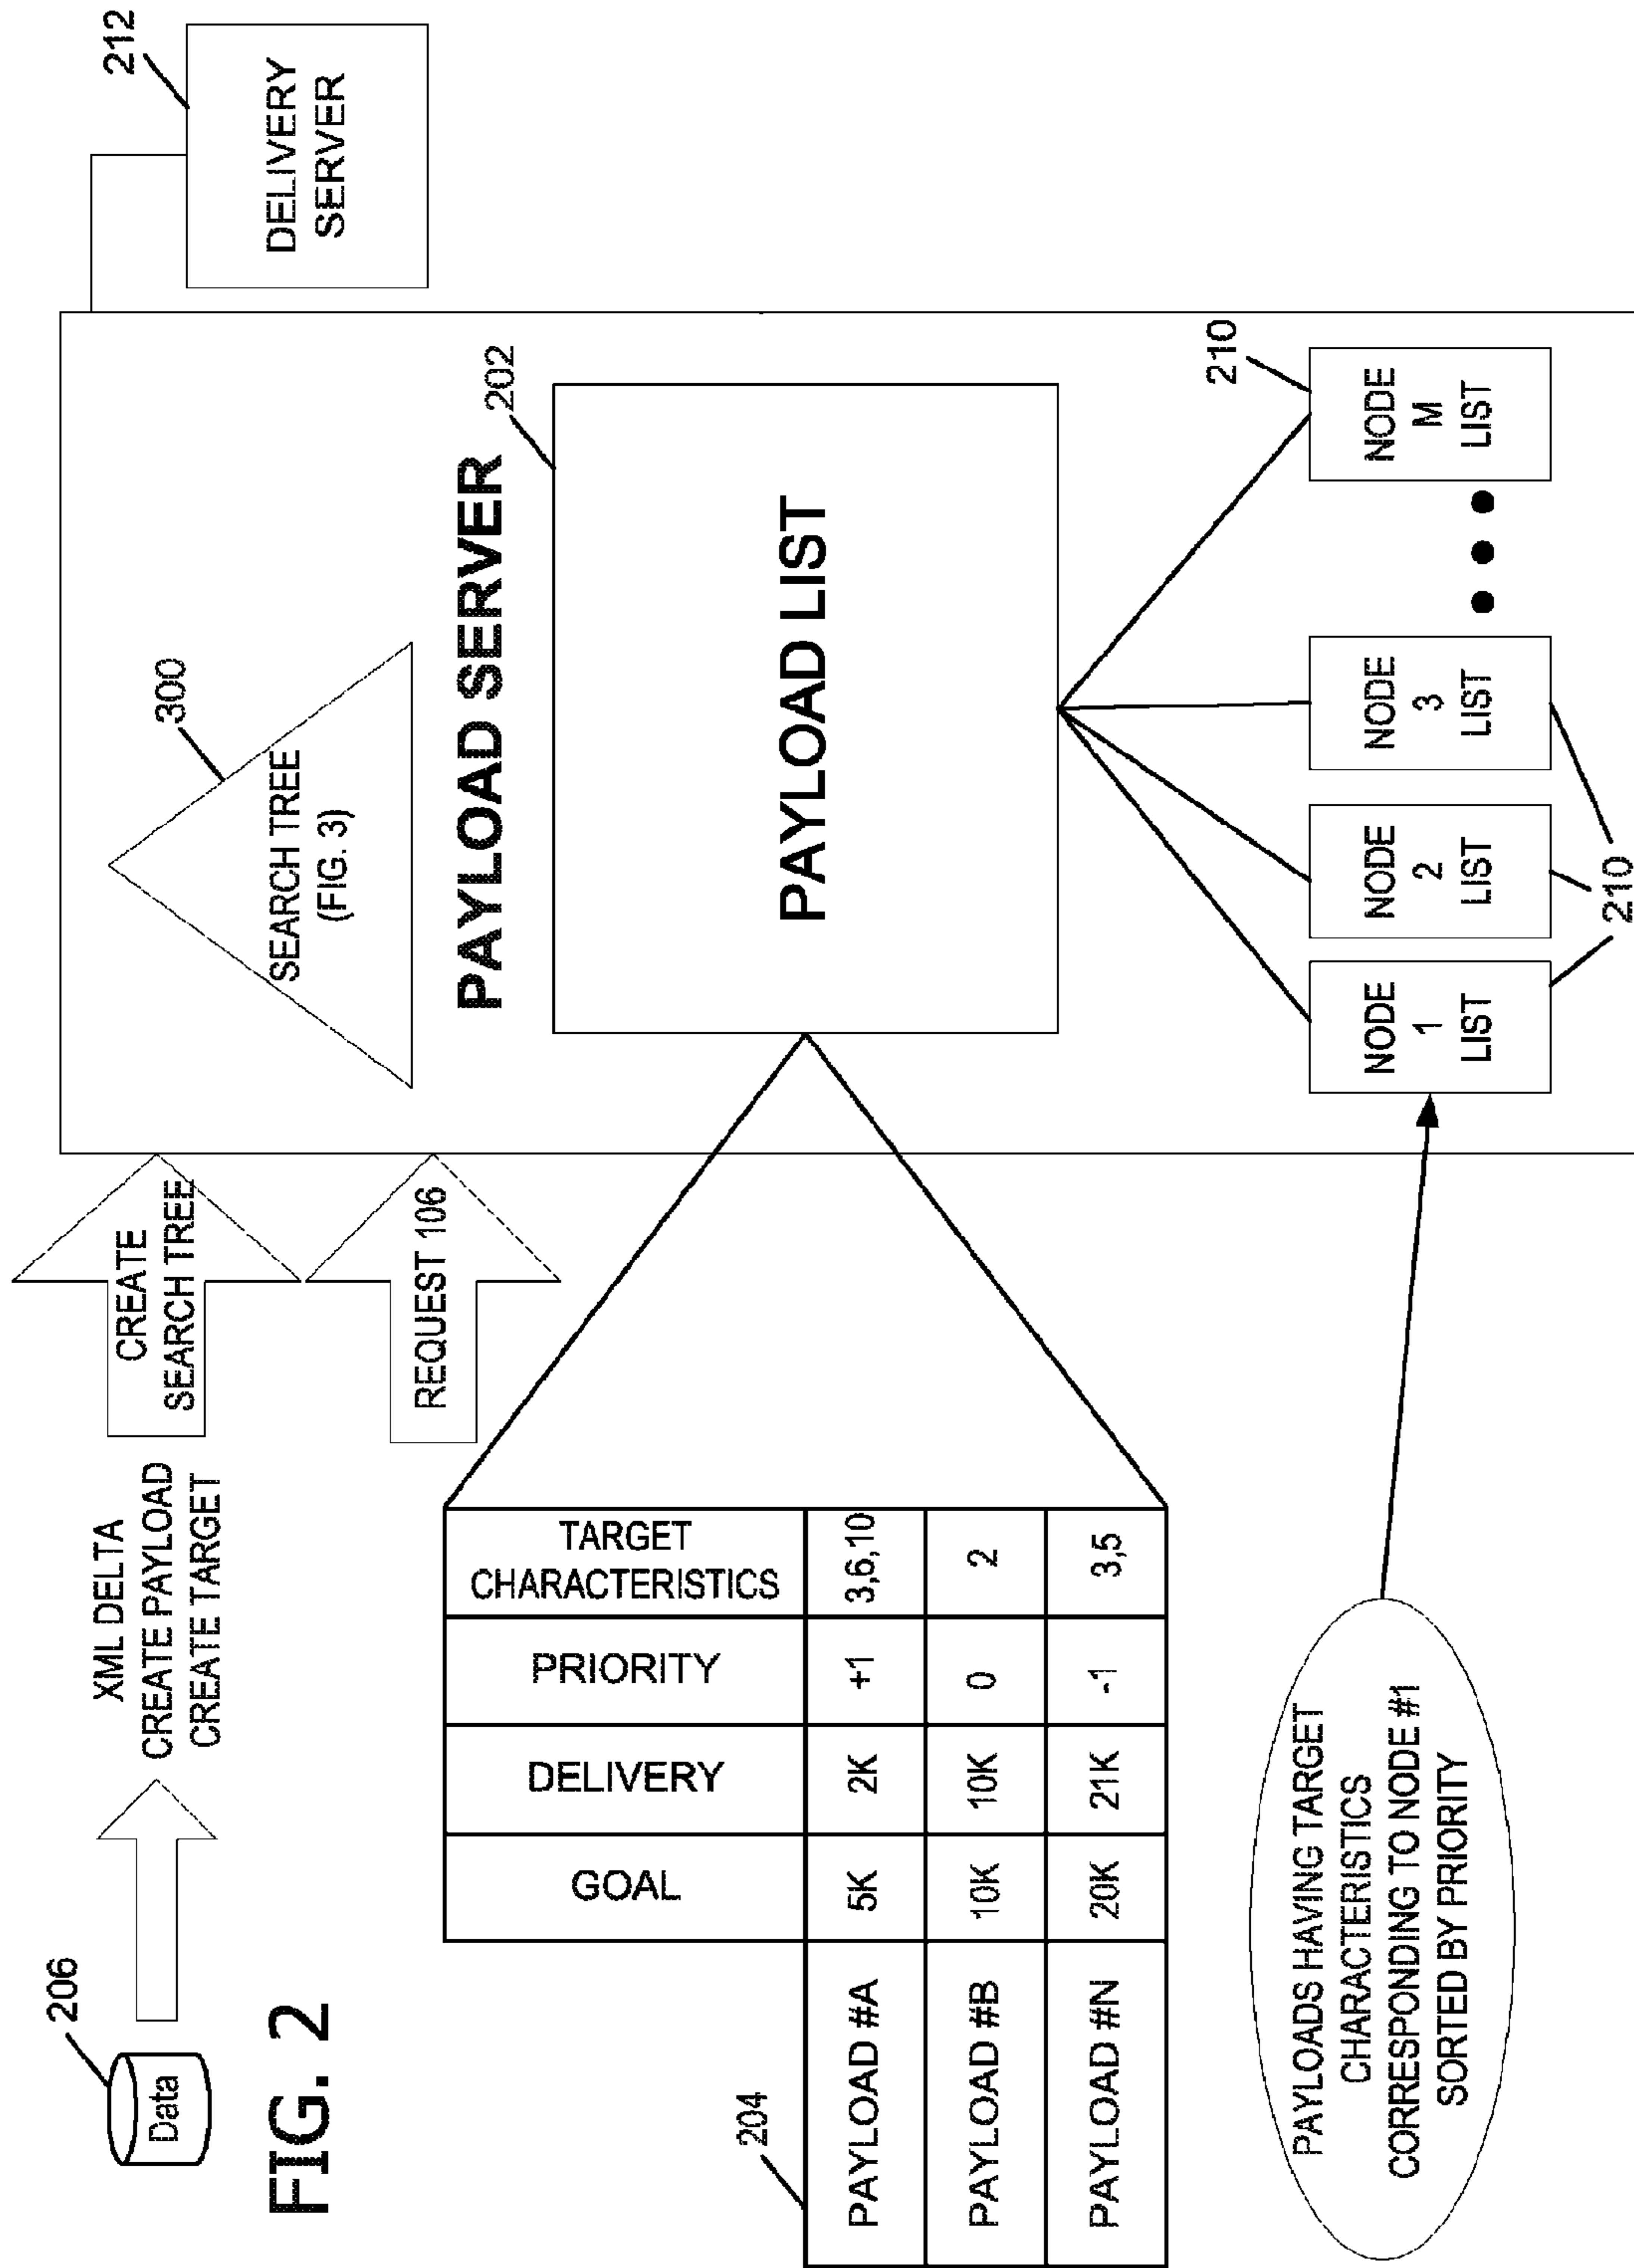 206
Data
FIG. 2
XML DELTA
CREATE PAYLOAD
CREATE TARGET
CREATE
SEARCH TREE
REQUEST 106
300
SEARCH TREE
(FIG. 3)
PAYLOAD SERVER
212
DELIVERY
SERVER
202
PAYLOAD LIST
204
GOAL
DELIVERY
PRIORITY
TARGET
CHARACTERISTICS
PAYLOAD #A
5K
2K
+1
3,6,10
PAYLOAD #B
10K
10K
0
2
PAYLOAD #N
20K
21K
-1
3,5
PAYLOADS HAVING TARGET
CHARACTERISTICS
CORRESPONDING TO NODE #1
SORTED BY PRIORITY
NODE
1
LIST
NODE
2
LIST
NODE
3
LIST
NODE
M
LIST
210
210